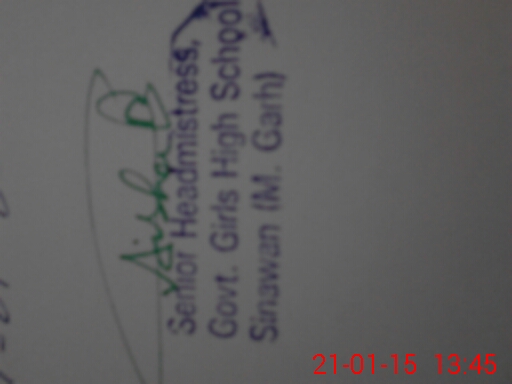 Senior Headmistress,
Govt. Girls High School
Sinawan (M. Garh)
21-01-15 13:45